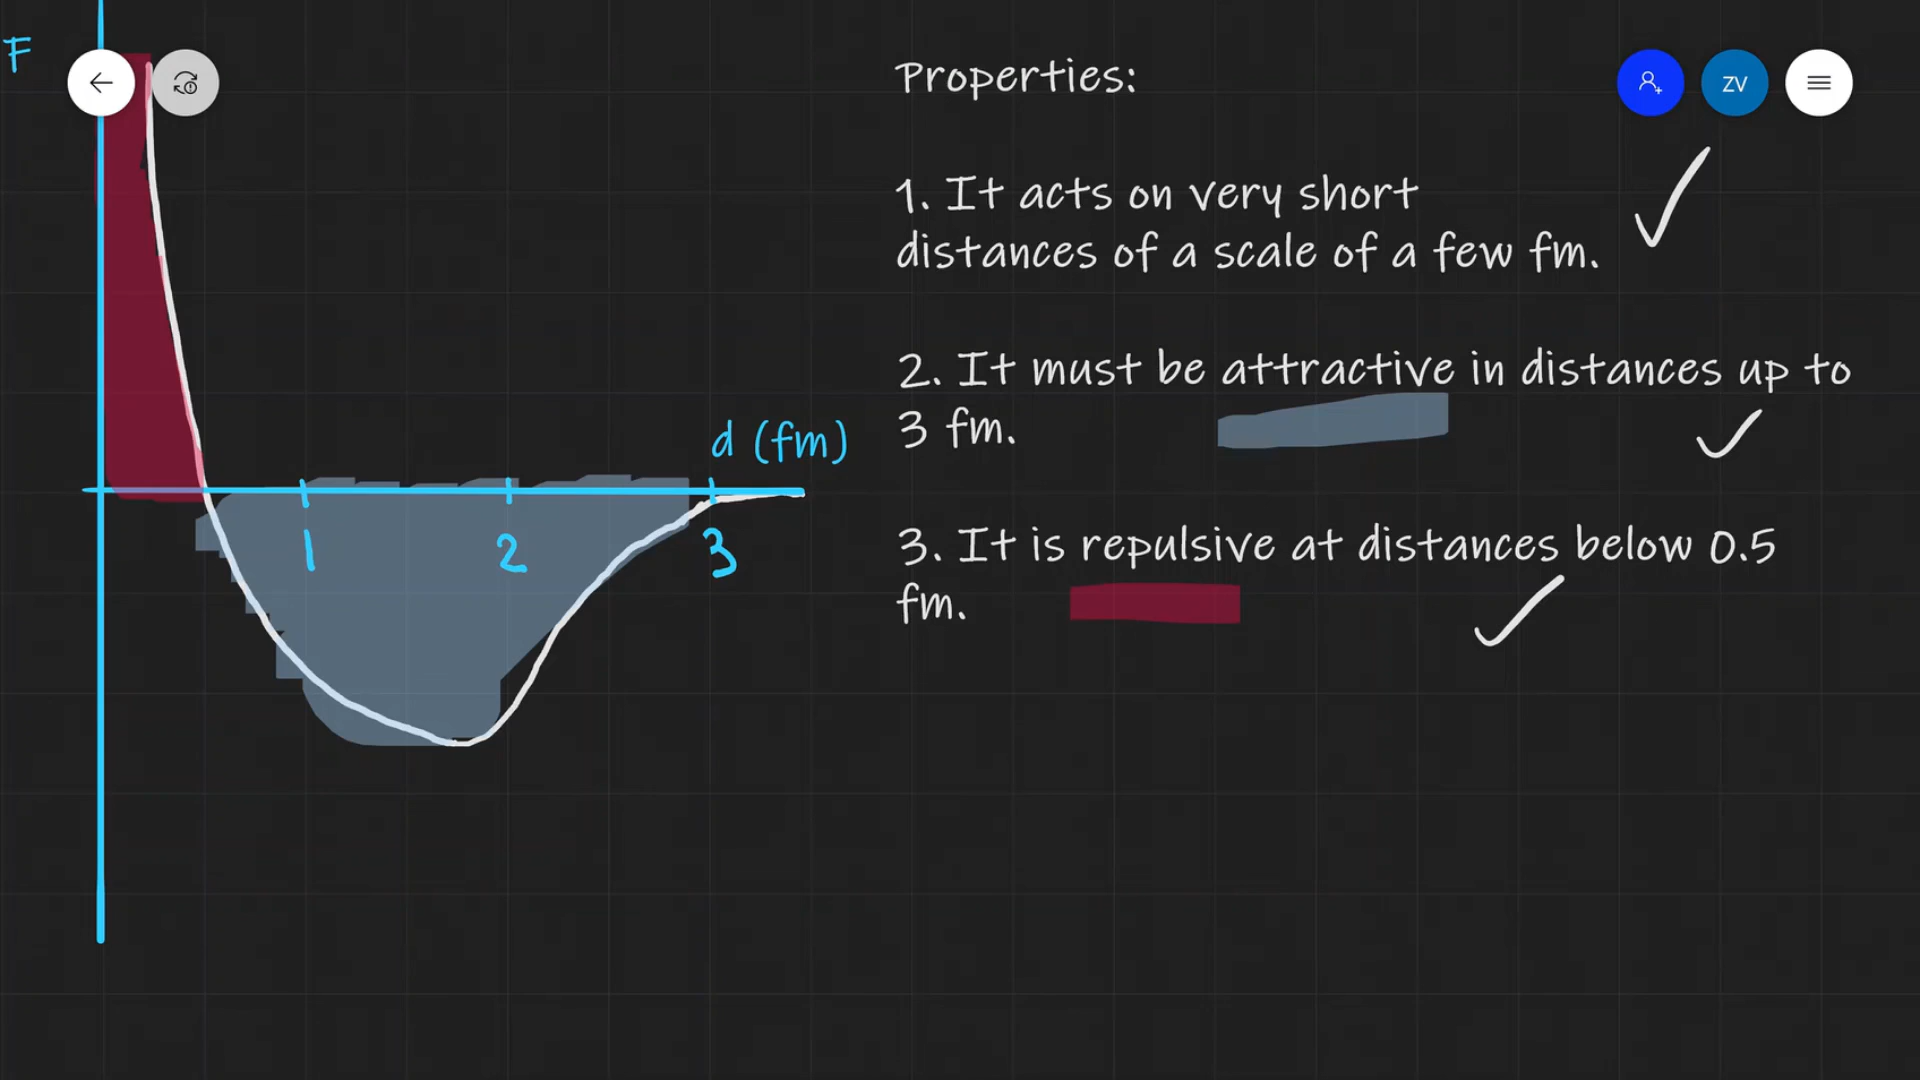 F
Properties:
ZV
1. It acts on very short
distances of a scale of a few fm.
2. It must be attractive in distances up to
3 fm.
d (fm)
1
2
3
3. It is repulsive at distances below 0.5
fm.